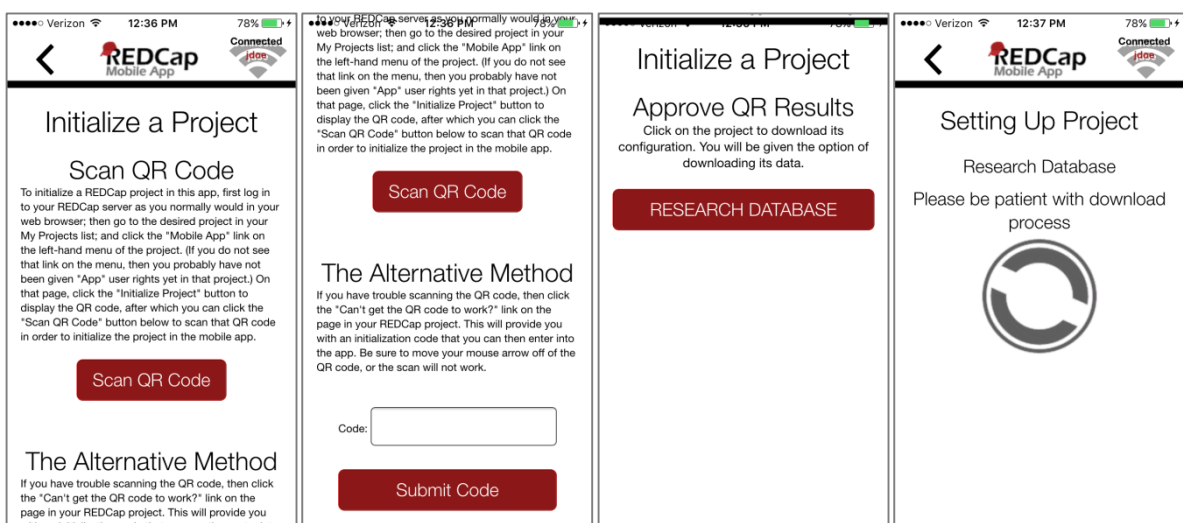 Verizon 12:36 PM 78%
REDCap
Mobile App
Connected
jdoe
Initialize a Project
Scan QR Code
To initialize a REDCap project in this app, first log in
to your REDCap server as you normally would in your
web browser; then go to the desired project in your
My Projects list; and click the "Mobile App" link on
the left-hand menu of the project. (If you do not see
that link on the menu, then you probably have not
been given "App" user rights yet in that project.) On
that page, click the "Initialize Project" button to
display the QR code, after which you can click the
"Scan QR Code" button below to scan that QR code
in order to initialize the project in the mobile app.
Scan QR Code
The Alternative Method
If you have trouble scanning the QR code, then click
the "Can't get the QR code to work?" link on the
page in your REDCap project. This will provide you
Verizon 12:36 PM 78%
to your REDCap server as you normally would in your
web browser; then go to the desired project in your
My Projects list; and click the "Mobile App" link on
the left-hand menu of the project. (If you do not see
that link on the menu, then you probably have not
been given "App" user rights yet in that project.) On
that page, click the "Initialize Project" button to
display the QR code, after which you can click the
"Scan QR Code" button below to scan that QR code
in order to initialize the project in the mobile app.
Scan QR Code
The Alternative Method
If you have trouble scanning the QR code, then click
the "Can't get the QR code to work?" link on the
page in your REDCap project. This will provide you
with an initialization code that you can then enter into
the app. Be sure to move your mouse arrow off of the
QR code, or the scan will not work.
Code:
Submit Code
Initialize a Project
Approve QR Results
Click on the project to download its
configuration. You will be given the option of
downloading its data.
RESEARCH DATABASE
Verizon 12:37 PM 78%
REDCap
Mobile App
Connected
jdoe
Setting Up Project
Research Database
Please be patient with download
process